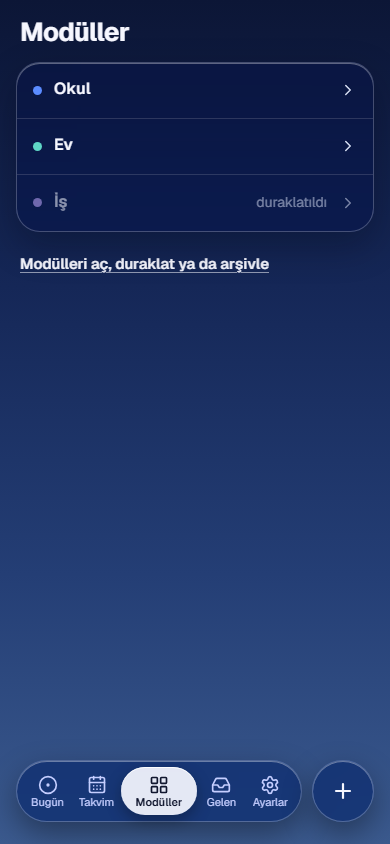 Modüller
Okul
Ev
İş duraklatıldı
Modülleri aç, duraklat ya da arşivle
Bugün Takvim Modüller Gelen Ayarlar